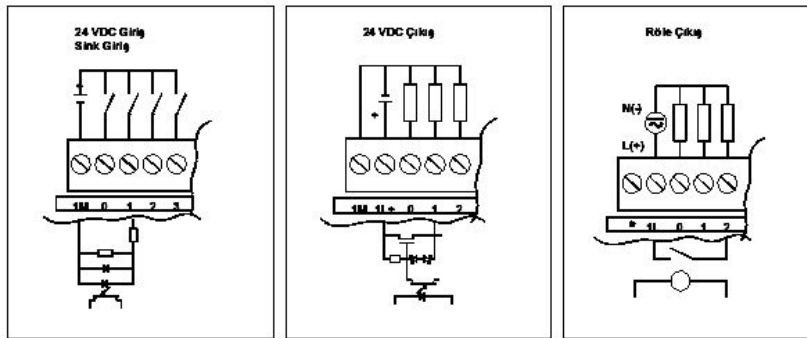 24 VDC Giriş
Sink Giriş
+
1M 0 1 2 3
24 VDC Çıkış
+
1M 1L+ 0 1 2
Röle Çıkış
N(-)
L(+)
* 1L 0 1 2